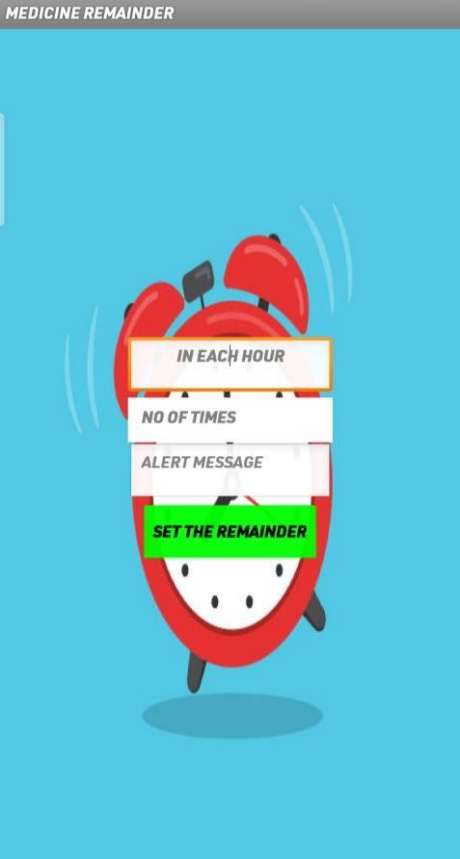 MEDICINE REMAINDER
IN EACH HOUR
NO OF TIMES
ALERT MESSAGE
SET THE REMAINDER